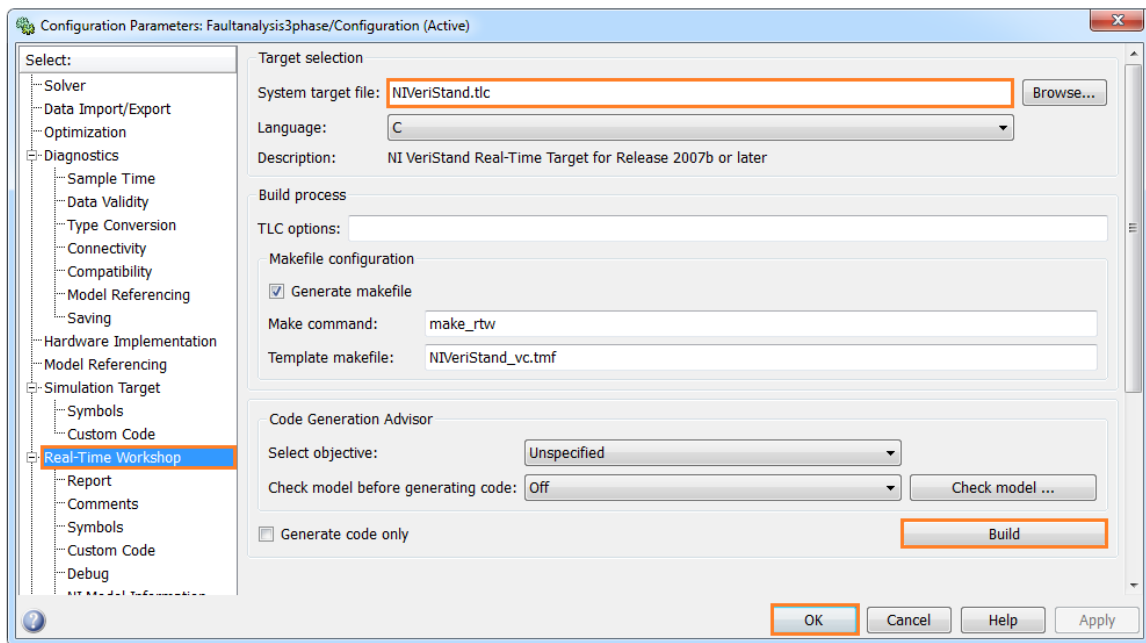 Configuration Parameters: Faultanalysis3phase/Configuration (Active)
Select:
Solver
Data Import/Export
Optimization
Diagnostics
Sample Time
Data Validity
Type Conversion
Connectivity
Compatibility
Model Referencing
Saving
Hardware Implementation
Model Referencing
Simulation Target
Symbols
Custom Code
Real-Time Workshop
Report
Comments
Symbols
Custom Code
Debug
NI Model Information
Target selection
System target file: NIVeriStand.tlc Browse...
Language: C
Description: NI VeriStand Real-Time Target for Release 2007b or later
Build process
TLC options:
Makefile configuration
Generate makefile
Make command: make_rtw
Template makefile: NIVeriStand_vc.tmf
Code Generation Advisor
Select objective: Unspecified
Check model before generating code: Off Check model ...
Generate code only Build
OK Cancel Help Apply